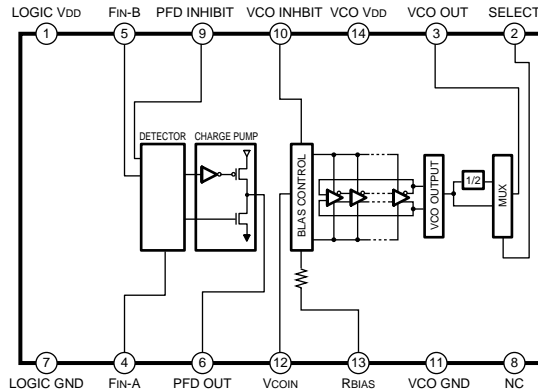 LOGIC VDD FIN-B PFD INHIBIT VCO INHBIT VCO VDD VCO OUT SELECT
1 5 9 10 14 3 2
DETECTOR CHARGE PUMP
BLAS CONTROL
VCO OUTPUT
1/2
MUX
7 4 6 12 13 11 8
LOGIC GND FIN-A PFD OUT VCOIN RBIAS VCO GND NC